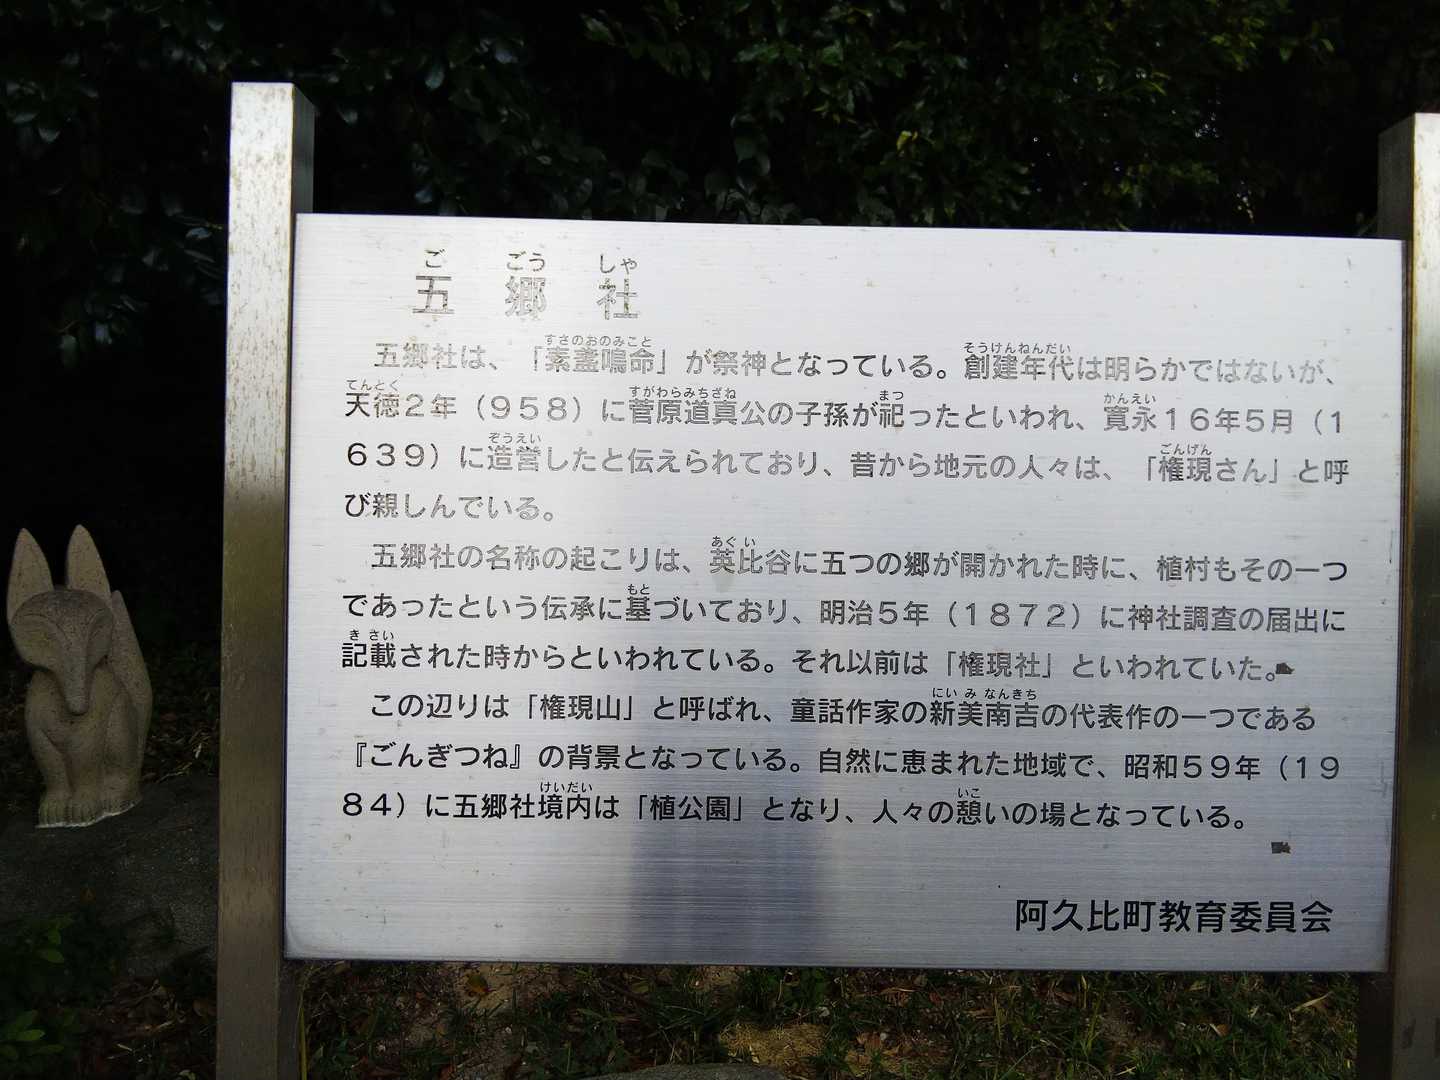 ご ごう しゃ
五 郷 社
すさのおのみこと そうけんねんだい
五郷社は、「素盞嗚命」が祭神となっている。創建年代は明らかではないが、
てんとく すがわらみちざね まつ かんえい
天徳2年(958)に菅原道真公の子孫が祀ったといわれ、寛永16年5月(1
ぞうえい ごんげん
639)に造営したと伝えられており、昔から地元の人々は、「権現さん」と呼
び親しんでいる。
あぐい
五郷社の名称の起こりは、英比谷に五つの郷が開かれた時に、植村もその一つ
もと
であったという伝承に基づいており、明治5年(1872)に神社調査の届出に
きさい
記載された時からといわれている。それ以前は「権現社」といわれていた。
にいみなんきち
この辺りは「権現山」と呼ばれ、童話作家の新美南吉の代表作の一つである
『ごんぎつね』の背景となっている。自然に恵まれた地域で、昭和59年(19
けいだい いこ
84)に五郷社境内は「植公園」となり、人々の憩いの場となっている。
阿久比町教育委員会